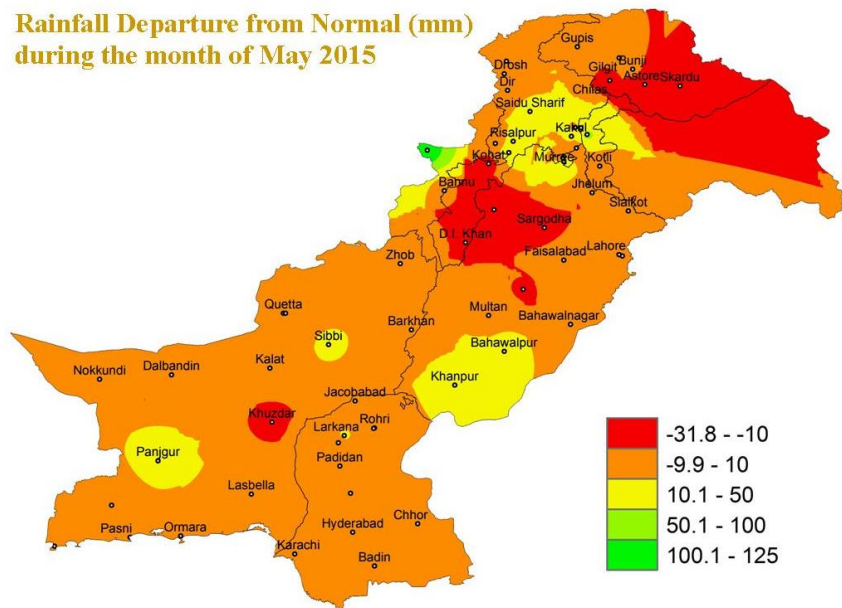 Rainfall Departure from Normal (mm)
during the month of May 2015
Gupis
Drosh
Bunji
Gilgit
Dir
Astore
Skardu
Chilas
Saidu Sharif
Kakul
Risalpur
Kohat
Murree
Kotli
Bannu
Jhelum
Sialkot
Sargodha
D.I. Khan
Lahore
Faisalabad
Zhob
Quetta
Multan
Bahawalnagar
Barkhan
Sibbi
Bahawalpur
Kalat
Dalbandin
Nokkundi
Khanpur
Jacobabad
Khuzdar
Rohri
Larkana
Panjgur
Padidan
Lasbella
Chhor
Pasni
Ormara
Hyderabad
Karachi
Badin
-31.8 - -10
-9.9 - 10
10.1 - 50
50.1 - 100
100.1 - 125